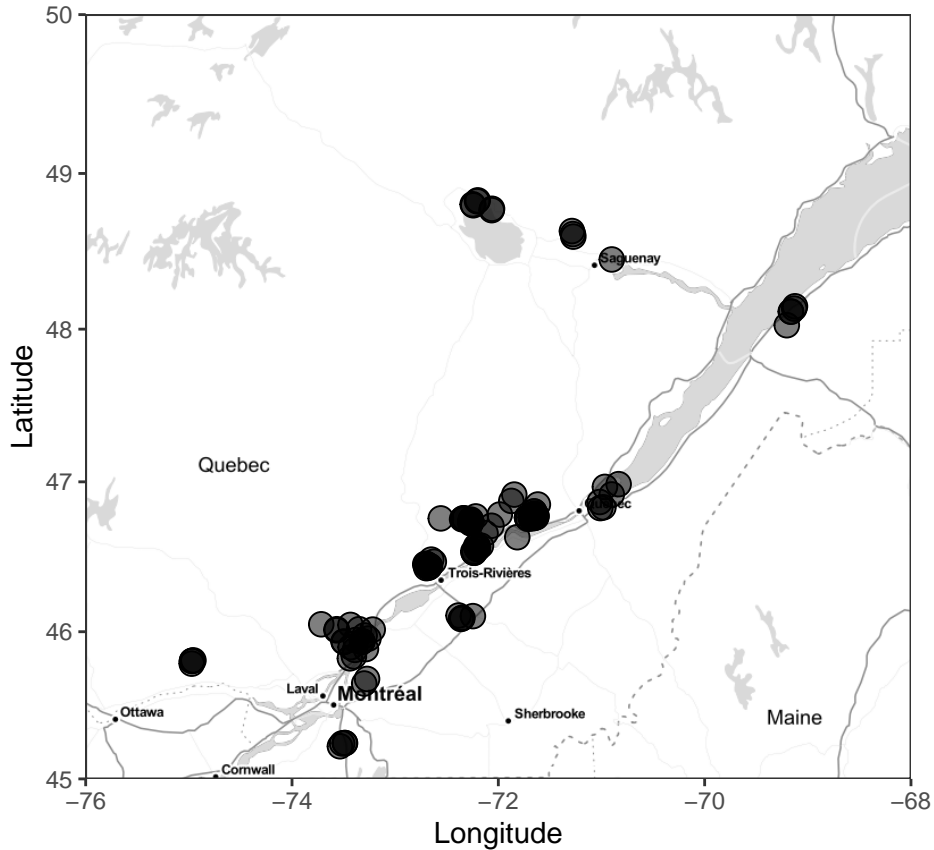 50
49
Saguenay
48
Latitude
47
Quebec
Québec
Trois-Rivières
46
Laval
Montréal
Ottawa
Sherbrooke
Maine
Cornwall
45
−76
−74
−72
−70
−68
Longitude